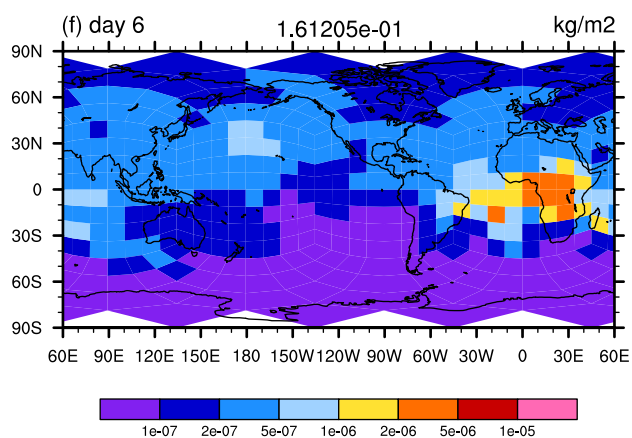 (f) day 6 1.61205e-01 kg/m2
90N
60N
30N
0
30S
60S
90S
60E 90E 120E 150E 180 150W 120W 90W 60W 30W 0 30E 60E
1e-07 2e-07 5e-07 1e-06 2e-06 5e-06 1e-05